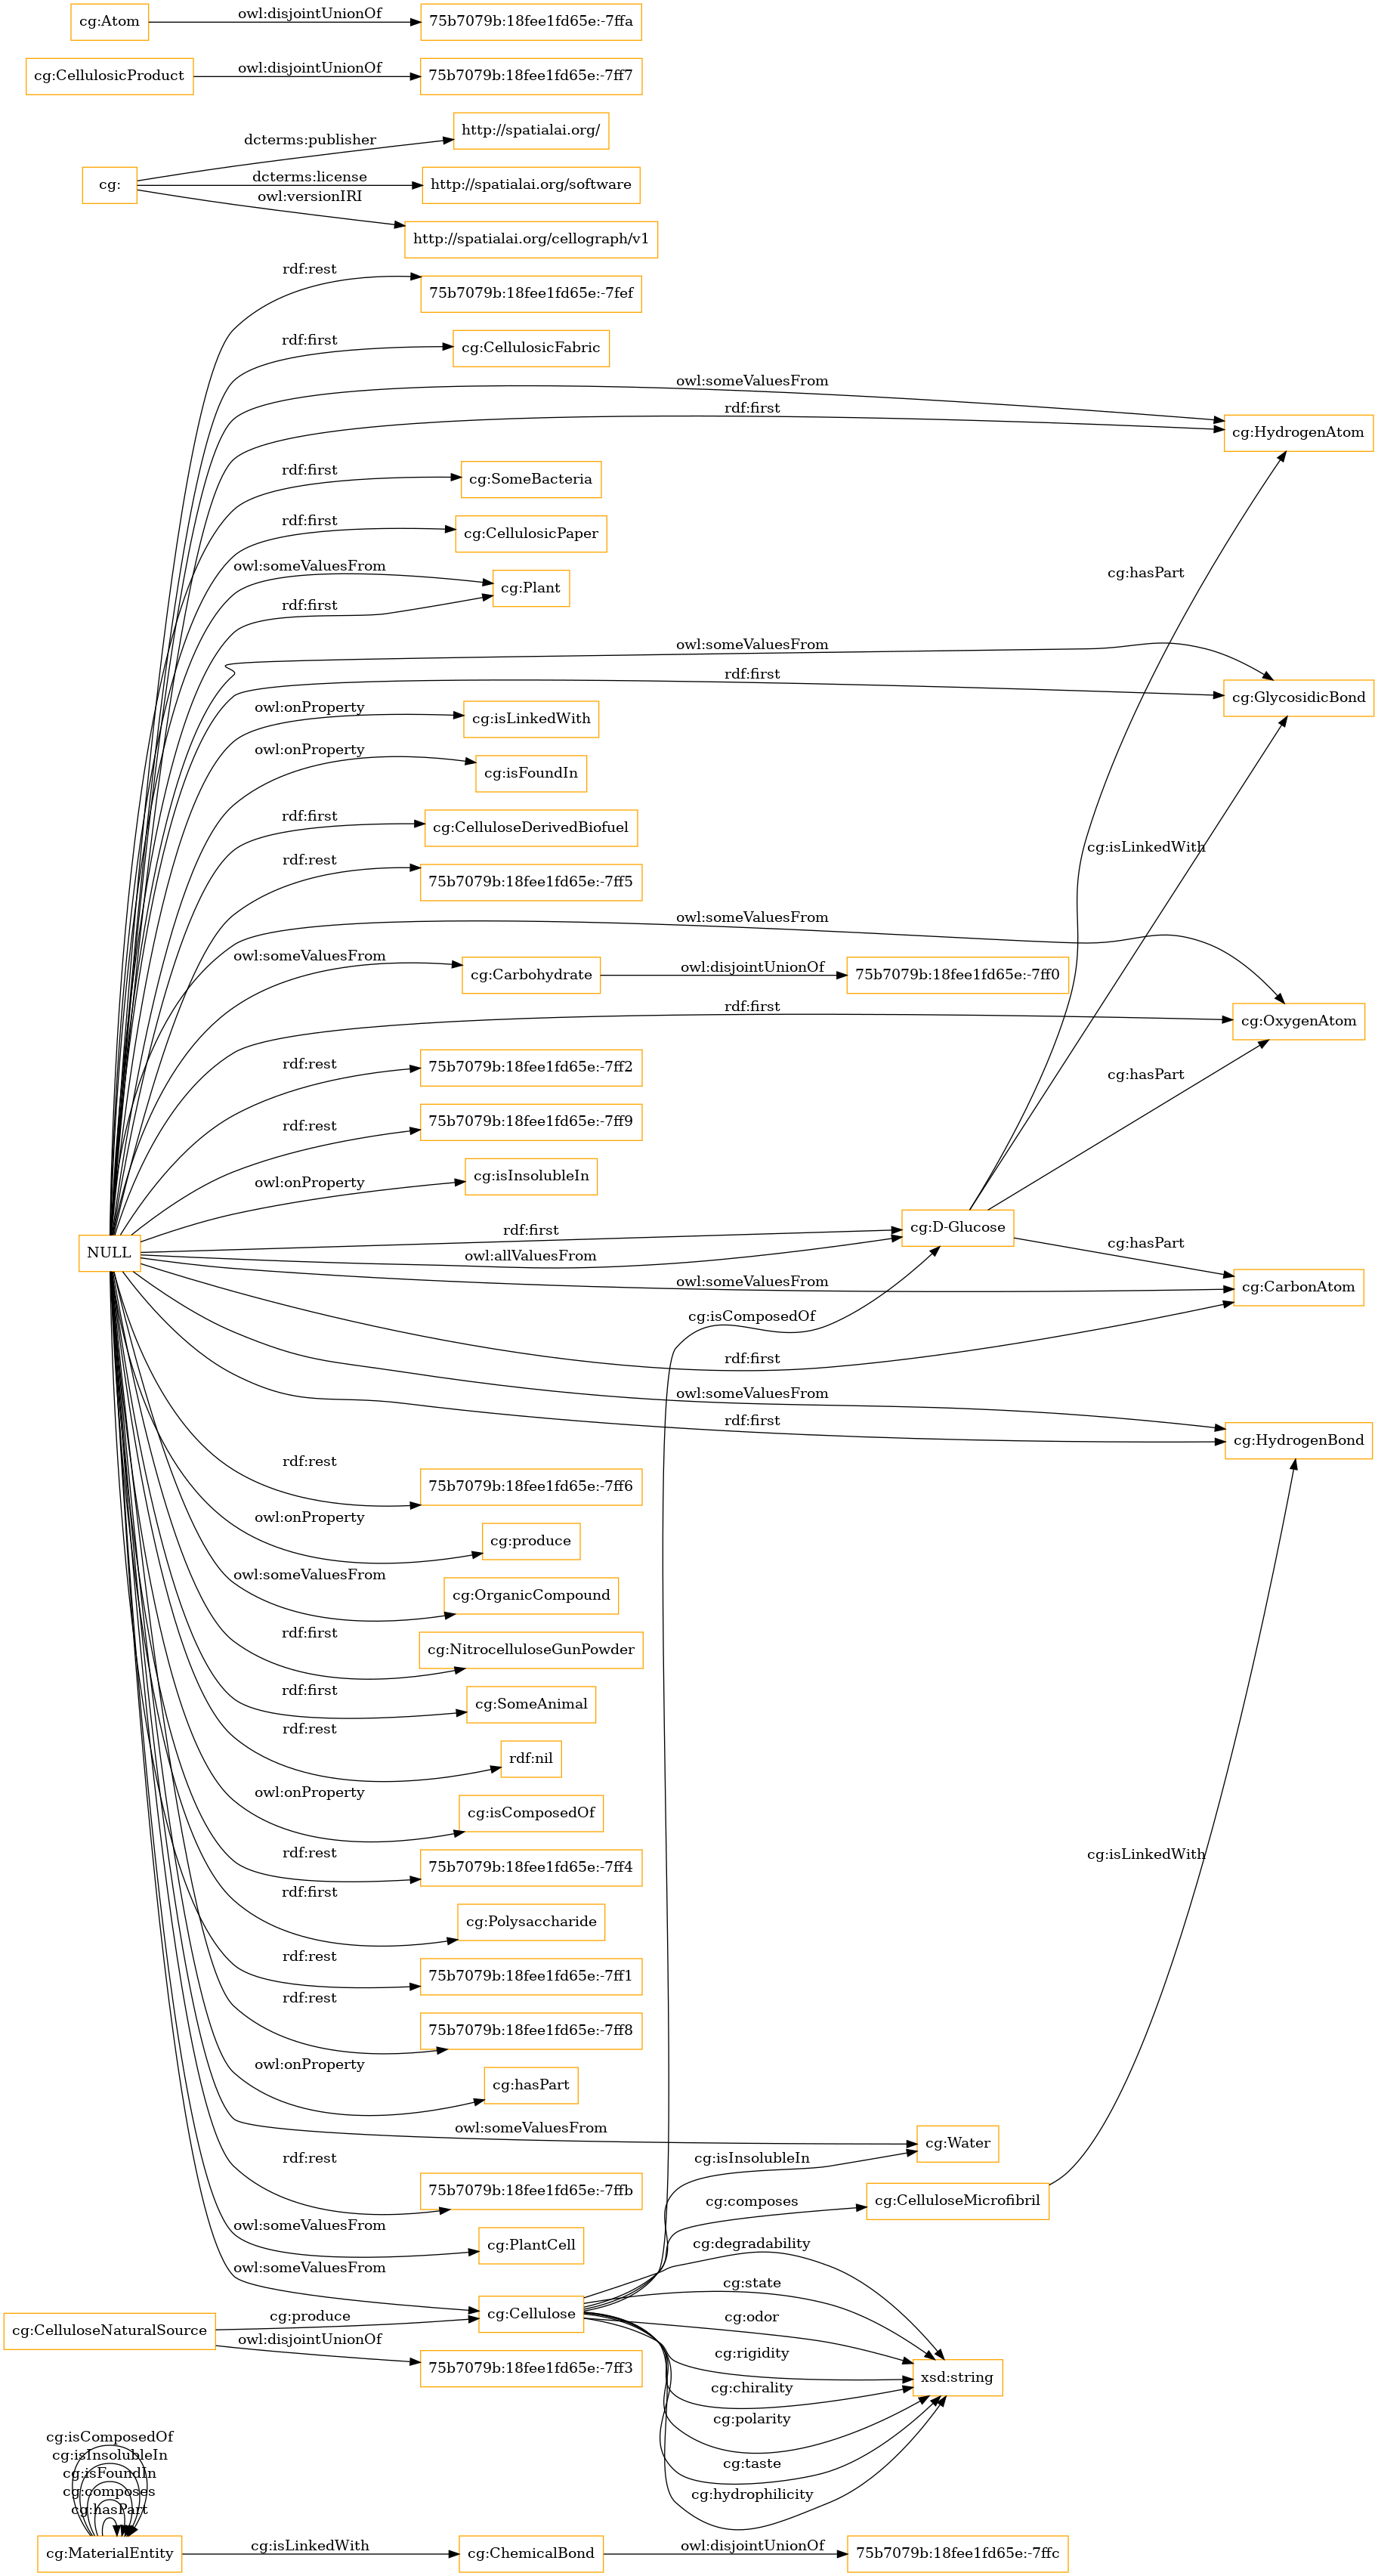 cg:Atom
owl:disjointUnionOf
75b7079b:18fee1fd65e:-7ffa
cg:CellulosicProduct
owl:disjointUnionOf
75b7079b:18fee1fd65e:-7ff7
cg:
dcterms:publisher
http://spatialai.org/
dcterms:license
http://spatialai.org/software
owl:versionIRI
http://spatialai.org/cellograph/v1
rdf:rest
75b7079b:18fee1fd65e:-7fef
rdf:first
cg:CellulosicFabric
owl:someValuesFrom
rdf:first
cg:HydrogenAtom
rdf:first
cg:SomeBacteria
rdf:first
cg:CellulosicPaper
owl:someValuesFrom
cg:hasPart
cg:Plant
rdf:first
owl:someValuesFrom
rdf:first
cg:GlycosidicBond
owl:onProperty
cg:isLinkedWith
owl:onProperty
cg:isFoundIn
rdf:first
cg:CelluloseDerivedBiofuel
cg:isLinkedWith
rdf:rest
75b7079b:18fee1fd65e:-7ff5
owl:someValuesFrom
owl:someValuesFrom
cg:Carbohydrate
owl:disjointUnionOf
75b7079b:18fee1fd65e:-7ff0
rdf:first
cg:OxygenAtom
rdf:rest
75b7079b:18fee1fd65e:-7ff2
cg:hasPart
rdf:rest
75b7079b:18fee1fd65e:-7ff9
owl:onProperty
cg:isInsolubleIn
NULL
rdf:first
cg:D-Glucose
owl:allValuesFrom
cg:hasPart
owl:someValuesFrom
cg:CarbonAtom
cg:isComposedOf
rdf:first
owl:someValuesFrom
rdf:first
cg:HydrogenBond
rdf:rest
75b7079b:18fee1fd65e:-7ff6
owl:onProperty
cg:produce
owl:someValuesFrom
cg:OrganicCompound
rdf:first
cg:NitrocelluloseGunPowder
rdf:first
cg:SomeAnimal
rdf:rest
rdf:nil
owl:onProperty
cg:isComposedOf
cg:isLinkedWith
rdf:rest
75b7079b:18fee1fd65e:-7ff4
rdf:first
cg:Polysaccharide
rdf:rest
75b7079b:18fee1fd65e:-7ff1
rdf:rest
75b7079b:18fee1fd65e:-7ff8
owl:onProperty
cg:hasPart
owl:someValuesFrom
cg:Water
cg:isInsolubleIn
rdf:rest
75b7079b:18fee1fd65e:-7ffb
cg:composes
cg:CelluloseMicrofibril
owl:someValuesFrom
cg:PlantCell
cg:degradability
owl:someValuesFrom
cg:state
cg:CelluloseNaturalSource
cg:produce
cg:Cellulose
cg:odor
owl:disjointUnionOf
75b7079b:18fee1fd65e:-7ff3
cg:rigidity
xsd:string
cg:chirality
cg:polarity
cg:taste
cg:hydrophilicity
cg:isComposedOf
cg:isInsolubleIn
cg:isFoundIn
cg:composes
cg:hasPart
cg:MaterialEntity
cg:isLinkedWith
cg:ChemicalBond
owl:disjointUnionOf
75b7079b:18fee1fd65e:-7ffc